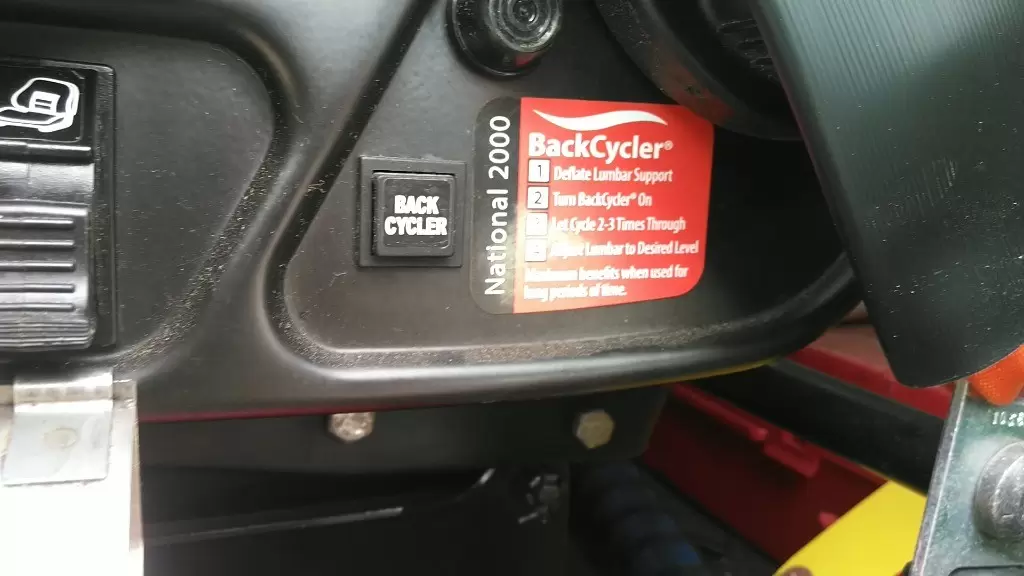 BACK
CYCLER
National 2000
BackCycler®
1 Deflate Lumbar Support
2 Turn BackCycler® On
Let Cycle 2-3 Times Through
Adjust Lumbar to Desired Level
Maximum benefits when used for
long periods of time.